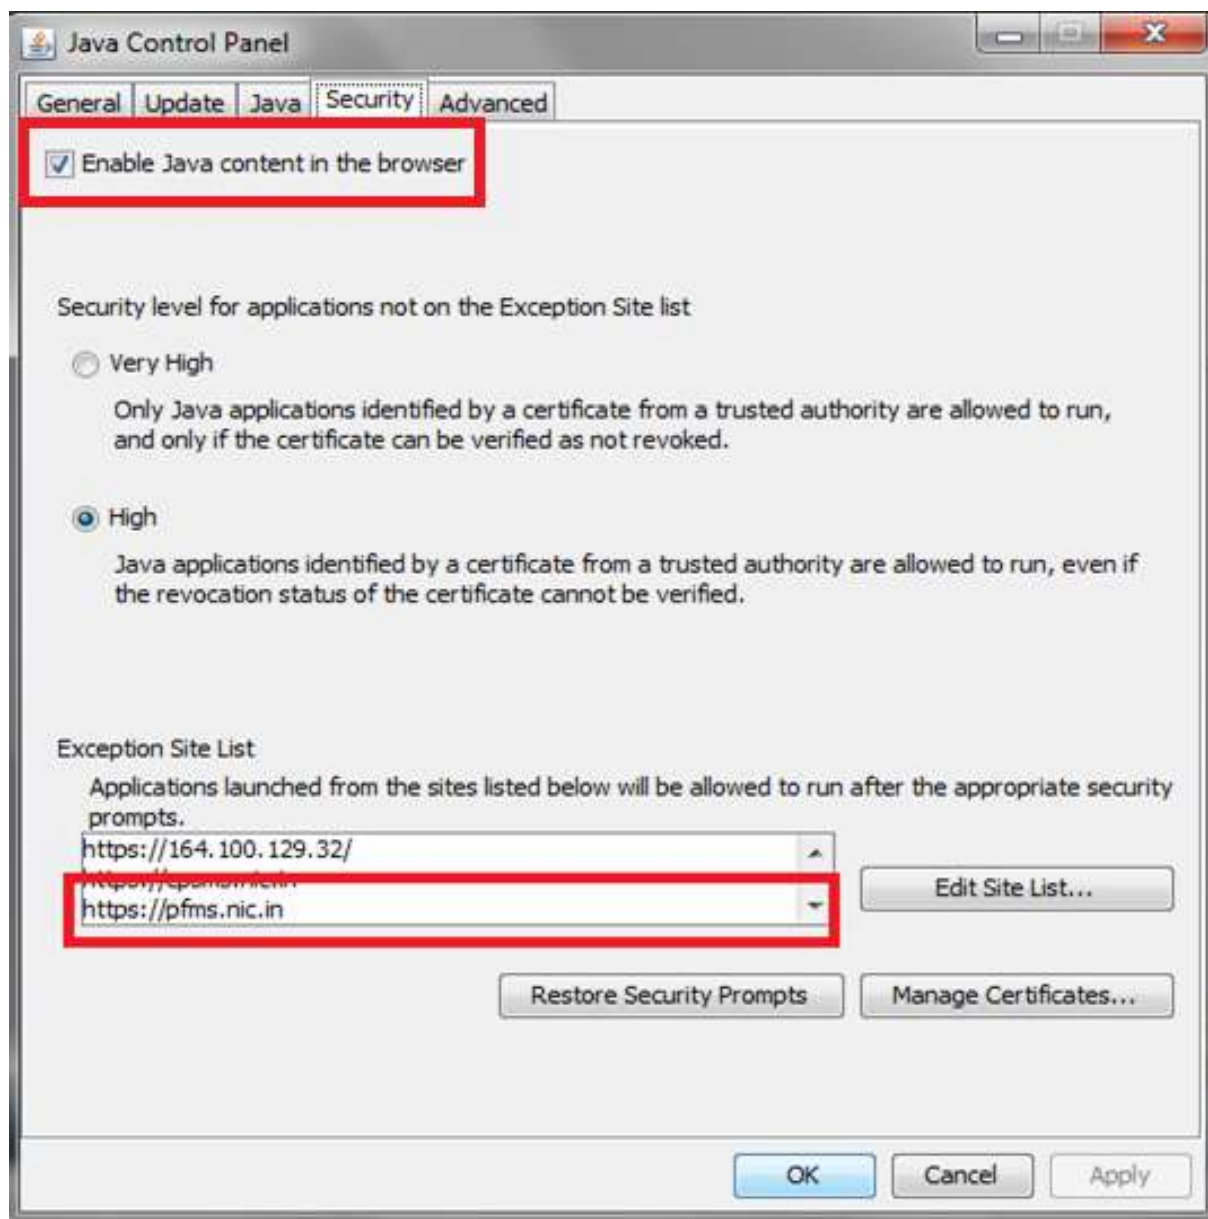 Java Control Panel
General Update Java Security Advanced
Enable Java content in the browser
Security level for applications not on the Exception Site list
Very High
Only Java applications identified by a certificate from a trusted authority are allowed to run,
and only if the certificate can be verified as not revoked.
High
Java applications identified by a certificate from a trusted authority are allowed to run, even if
the revocation status of the certificate cannot be verified.
Exception Site List
Applications launched from the sites listed below will be allowed to run after the appropriate security
prompts.
https://164.100.129.32/
https://pfms.nic.in
Edit Site List...
Restore Security Prompts Manage Certificates...
OK Cancel Apply